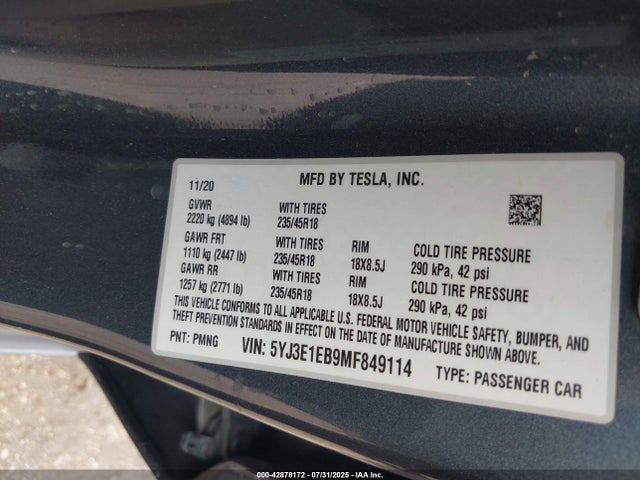 11/20
MFD BY TESLA, INC.
GVWR
2220 kg (4894 lb)
WITH TIRES
235/45R18
GAWR FRT
1110 kg (2447 lb)
WITH TIRES
235/45R18
RIM
18X8.5J
COLD TIRE PRESSURE
290 kPa, 42 psi
GAWR RR
1257 kg (2771 lb)
WITH TIRES
235/45R18
RIM
18X8.5J
COLD TIRE PRESSURE
290 kPa, 42 psi
THIS VEHICLE CONFORMS TO ALL APPLICABLE U.S. FEDERAL MOTOR VEHICLE SAFETY, BUMPER, AND
THEFT PREVENTION STANDARDS IN EFFECT ON THE DATE OF MANUFACTURE SHOWN ABOVE.
PNT: PMNG
VIN: 5YJ3E1EB9MF849114
TYPE: PASSENGER CAR
000-42878172 - 07/31/2025 - IAA Inc.